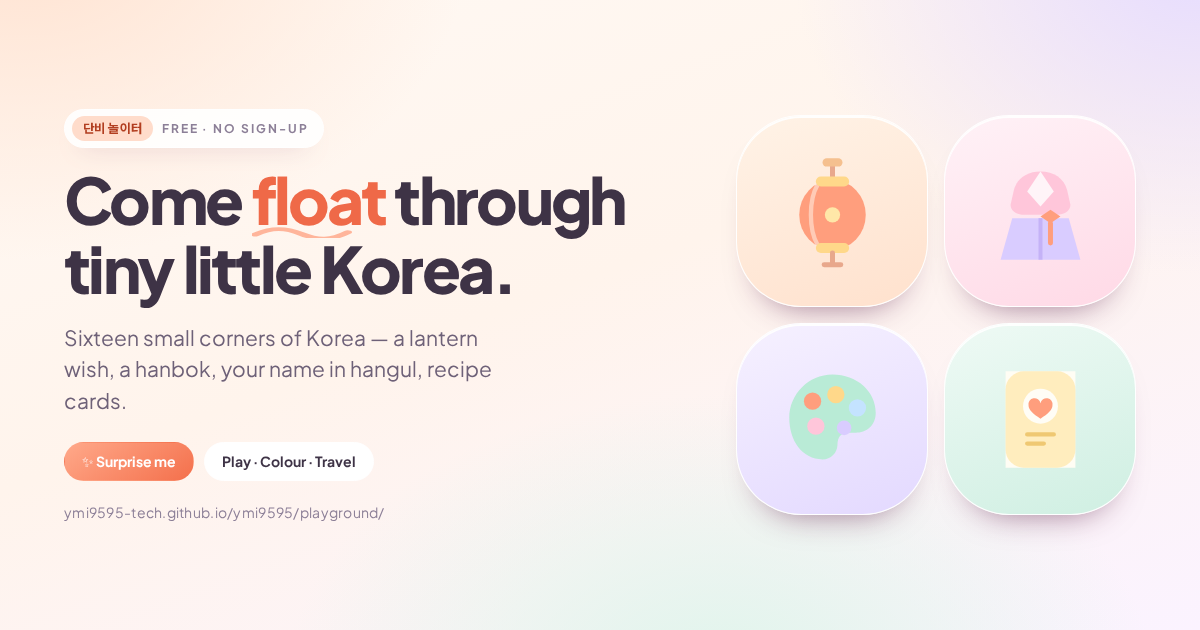 단비 놀이터 FREE · NO SIGN-UP
Come float through
tiny little Korea.
Sixteen small corners of Korea — a lantern
wish, a hanbok, your name in hangul, recipe
cards.
✨ Surprise me
Play · Colour · Travel
ymi9595-tech.github.io/ymi9595/playground/